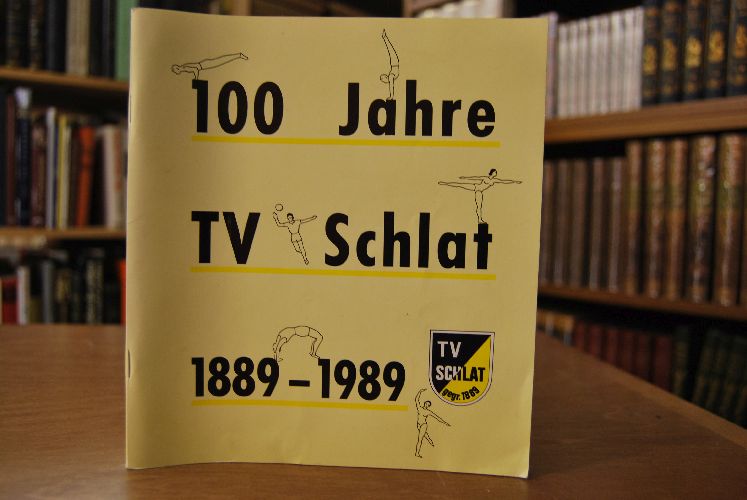 100 Jahre
TV Schlat
1889 – 1989
TV
SCHLAT
gegr. 1889